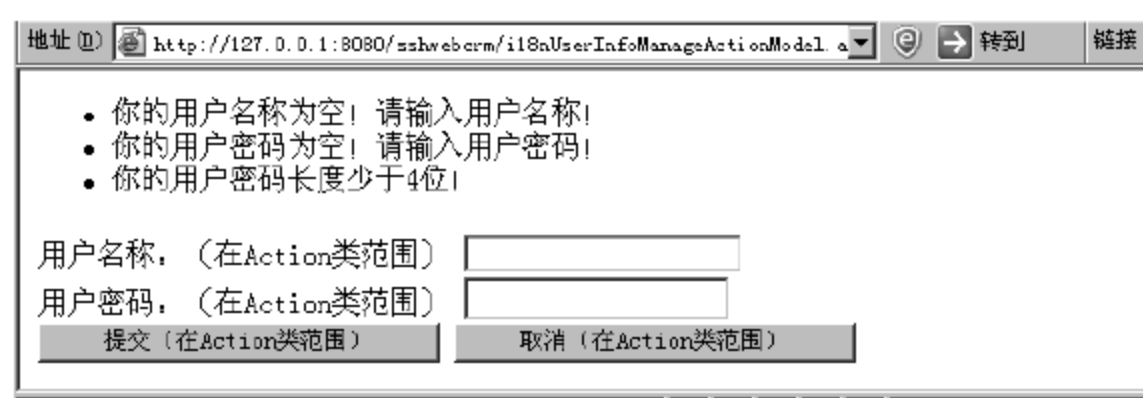 地址(D) http://127.0.0.1:8080/sshwebcrm/i18nUserInfoManageActionModel.a 转到 链接
你的用户名称为空! 请输入用户名称!
你的用户密码为空! 请输入用户密码!
你的用户密码长度少于4位!
用户名称:(在Action类范围)
用户密码:(在Action类范围)
提交(在Action类范围) 取消(在Action类范围)